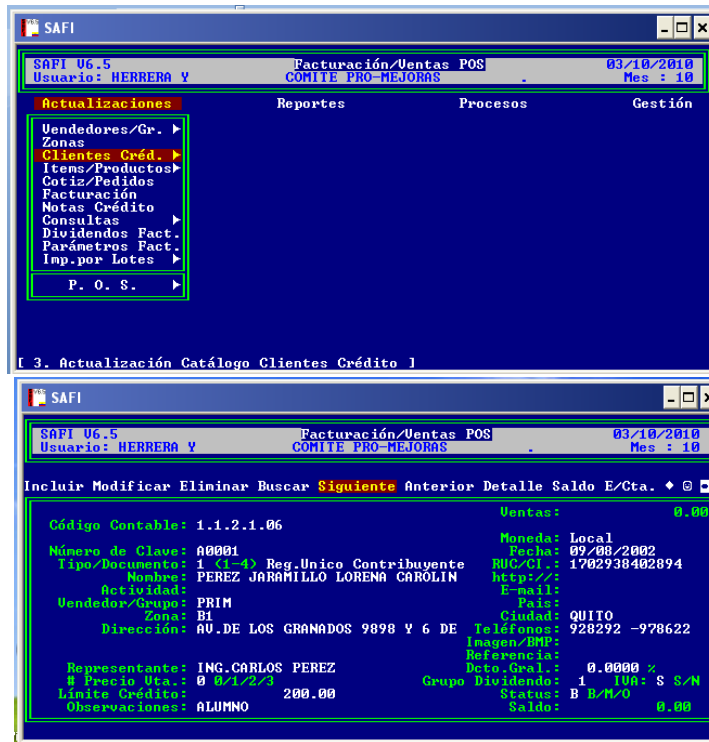 SAFI
SAFI V6.5 Facturación/Ventas POS 03/10/2010
Usuario: HERRERA Y COMITE PRO-MEJORAS . Mes : 10
Actualizaciones Reportes Procesos Gestión
Vendedores/Gr. ►
Zonas
Clientes Créd. ►
Items/Productos►
Cotiz/Pedidos
Facturación
Notas Crédito
Consultas ►
Dividendos Fact.
Parámetros Fact.
Imp.por Lotes ►
P. O. S. ►
[ 3. Actualización Catálogo Clientes Crédito ]
SAFI
SAFI V6.5 Facturación/Ventas POS 03/10/2010
Usuario: HERRERA Y COMITE PRO-MEJORAS . Mes : 10
Incluir Modificar Eliminar Buscar Siguiente Anterior Detalle Saldo E/Cta.
Ventas: 0.00
Código Contable: 1.1.2.1.06
Moneda: Local
Número de Clave: A0001 Fecha: 09/08/2002
Tipo/Documento: 1 (1-4) Reg.Unico Contribuyente RUC/CI.: 1702938402894
Nombre: PEREZ JARAMILLO LORENA CAROLIN http://:
Actividad: E-mail:
Vendedor/Grupo: PRIM Pais:
Zona: B1 Ciudad: QUITO
Dirección: AV.DE LOS GRANADOS 9898 Y 6 DE Teléfonos: 928292 -978622
Imagen/BMP:
Referencia:
Representante: ING.CARLOS PEREZ Dcto.Gral.: 0.0000 %
# Precio Vta.: 0 0/1/2/3 Grupo Dividendo: 1 IVA: S S/N
Límite Crédito: 200.00 Status: B B/M/O
Observaciones: ALUMNO Saldo: 0.00